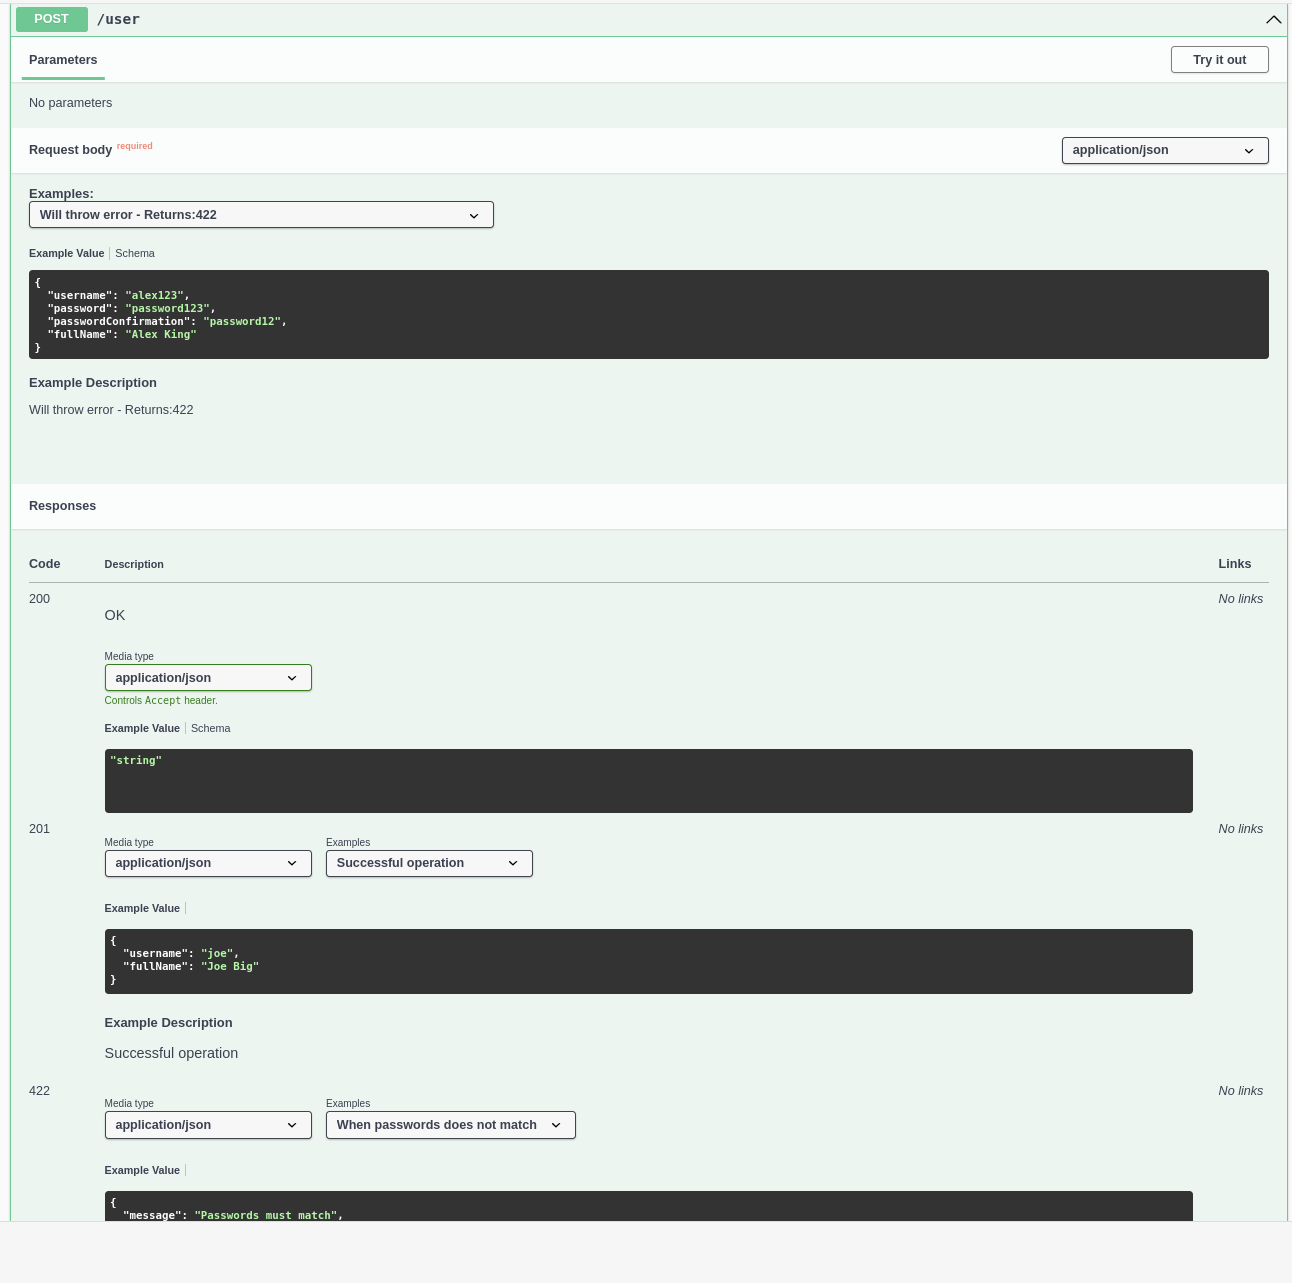 POST /user
Parameters
Try it out
No parameters
Request body required
application/json
Examples:
Will throw error - Returns:422
Example Value Schema
{
  "username": "alex123",
  "password": "password123",
  "passwordConfirmation": "password12",
  "fullName": "Alex King"
}
Example Description
Will throw error - Returns:422
Responses
Code Description Links
200 No links
OK
Media type
application/json
Controls Accept header.
Example Value Schema
"string"
201 No links
Media type Examples
application/json Successful operation
Example Value
{
  "username": "joe",
  "fullName": "Joe Big"
}
Example Description
Successful operation
422 No links
Media type Examples
application/json When passwords does not match
Example Value
{
  "message": "Passwords must match",